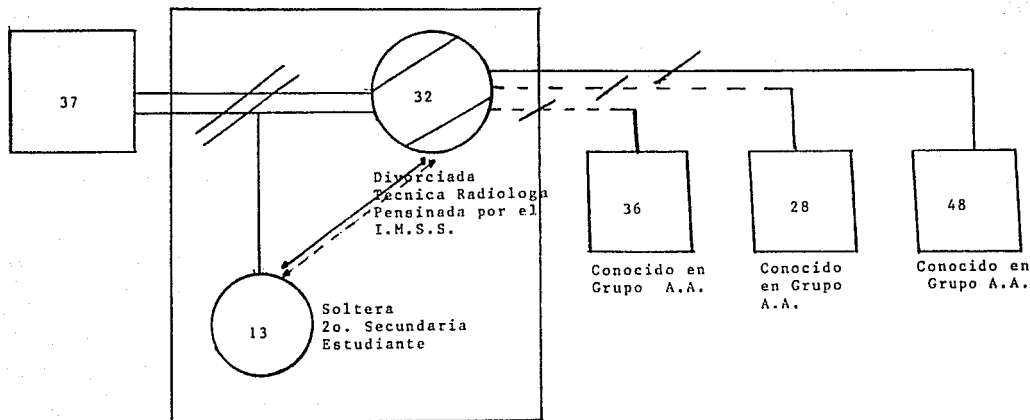 37
32
Divorciada
Tecnica Radiologa
Pensinada por el
I.M.S.S.
36
28
48
Conocido en
Grupo A.A.
Conocido
en Grupo
A.A.
Conocido en
Grupo A.A.
13
Soltera
2o. Secundaria
Estudiante